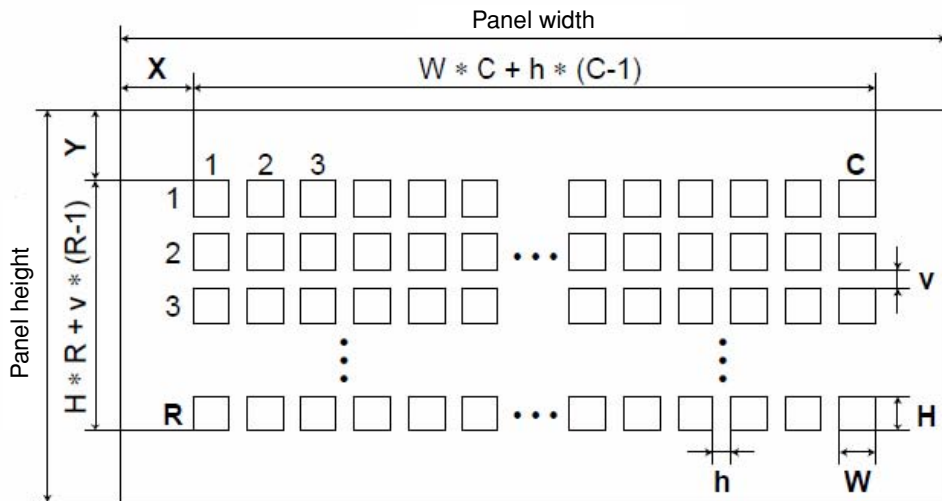 Panel width
X
W * C + h * (C-1)
Y
1 2 3 C
1
2
3
R
v
H
h
W
Panel height
H * R + v * (R-1)